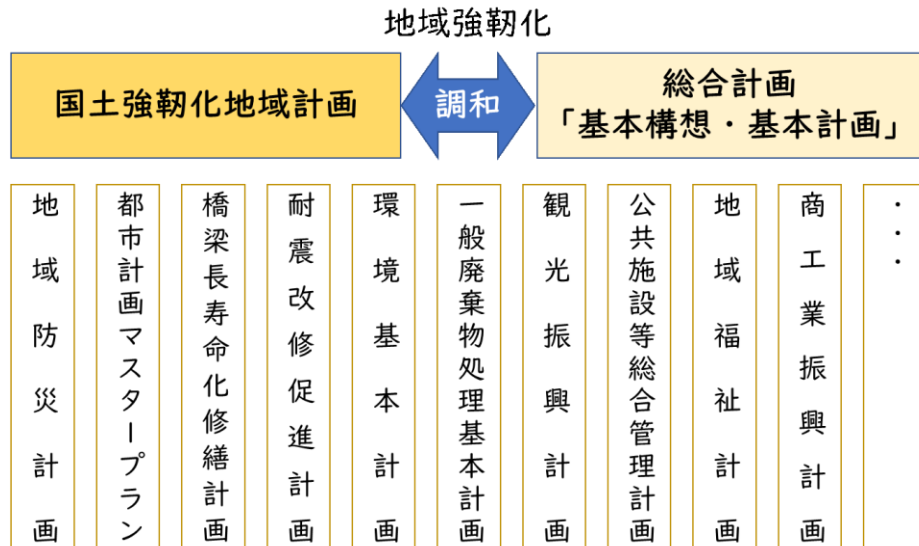 地域強靭化
国土強靭化地域計画
調和
総合計画
「基本構想・基本計画」
地域防災計画
都市計画マスタープラン
橋梁長寿命化修繕計画
耐震改修促進計画
環境基本計画
一般廃棄物処理基本計画
観光振興計画
公共施設等総合管理計画
地域福祉計画
商工業振興計画
・・・